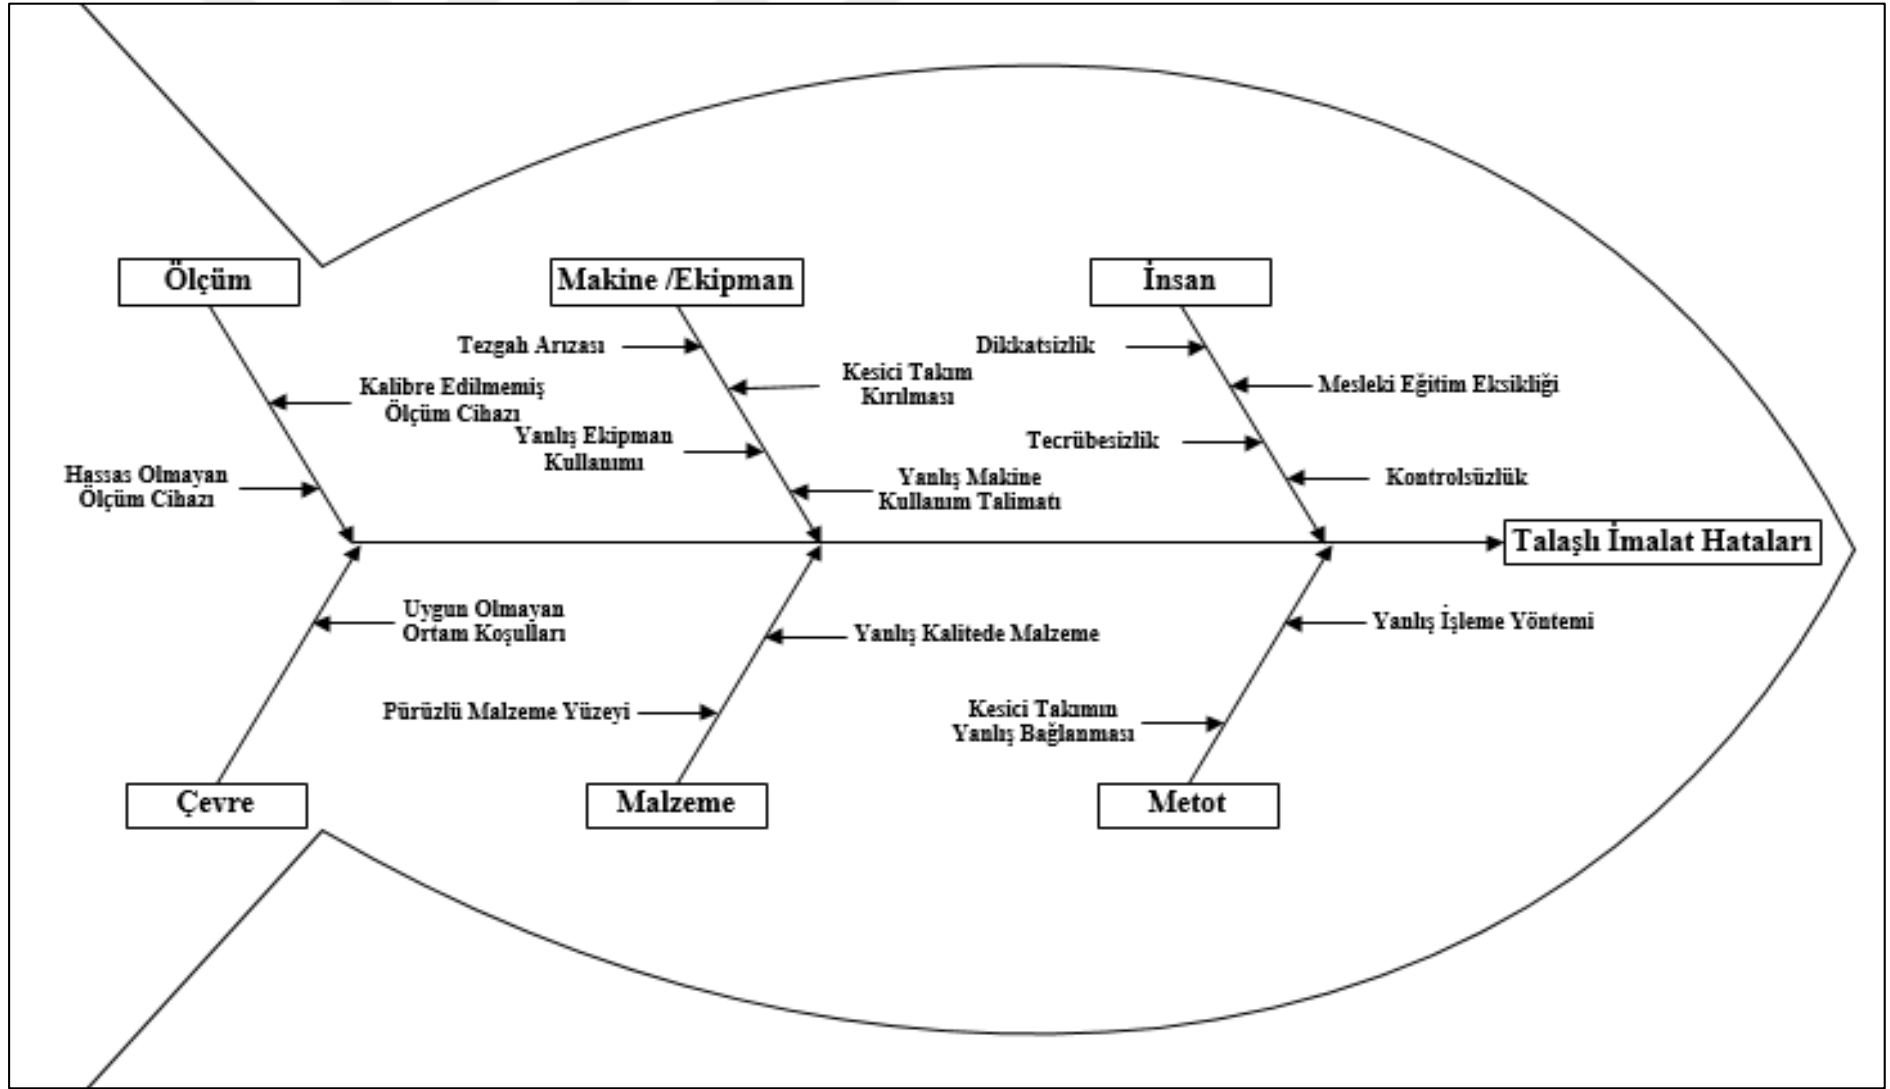 Ölçüm
Makine /Ekipman
İnsan
Tezgah Arızası
Dikkatsizlik
Kesici Takım
Kırılması
Kalibre Edilmemiş
Ölçüm Cihazı
Mesleki Eğitim Eksikliği
Yanlış Ekipman
Kullanımı
Tecrübesizlik
Hassas Olmayan
Ölçüm Cihazı
Yanlış Makine
Kullanım Talimatı
Kontrolsüzlük
Talaşlı İmalat Hataları
Uygun Olmayan
Ortam Koşulları
Yanlış Kalitede Malzeme
Yanlış İşleme Yöntemi
Pürüzlü Malzeme Yüzeyi
Kesici Takımın
Yanlış Bağlanması
Çevre
Malzeme
Metot